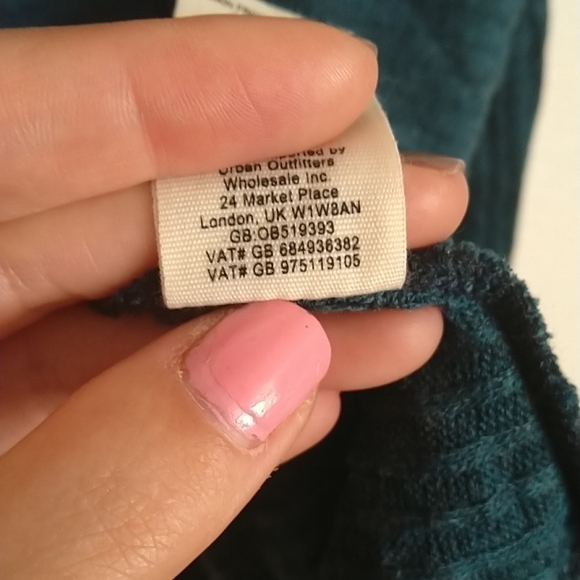 Urban Outfitters
Wholesale Inc.
24 Market Place
London, UK W1W8AN
GB:OB519393
VAT# GB 684936382
VAT# GB 975119105